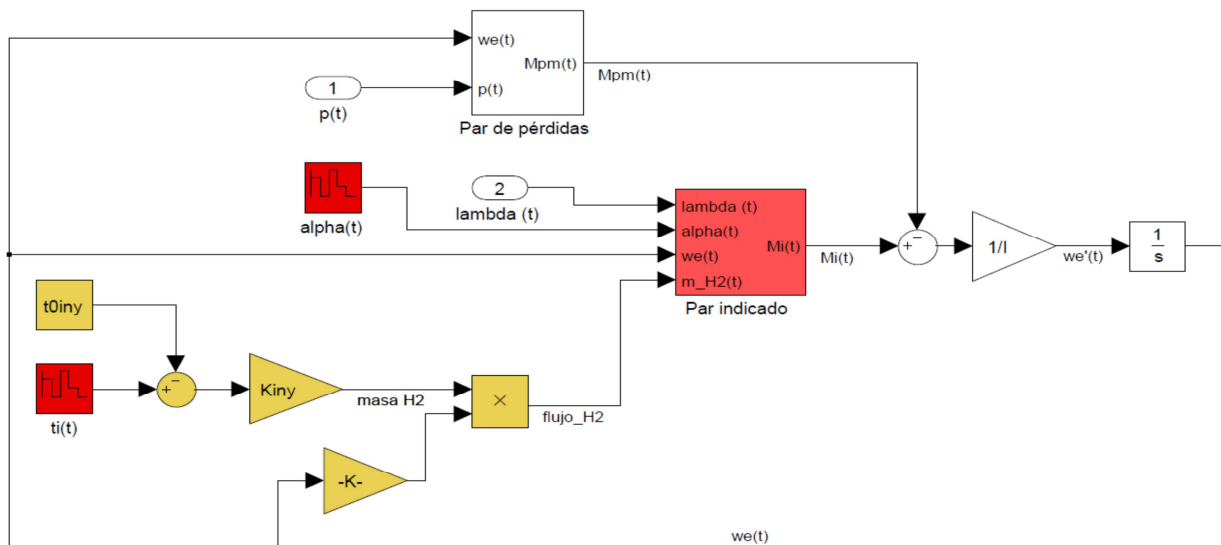 we(t)
Mpm(t)
Mpm(t)
1
p(t)
p(t)
Par de pérdidas
alpha(t)
2
lambda (t)
lambda (t)
alpha(t)
we(t)
m_H2(t)
Mi(t)
Par indicado
Mi(t)
+
−
1/I
we'(t)
1
s
t0iny
+
−
ti(t)
Kiny
masa H2
×
flujo_H2
-K-
we(t)